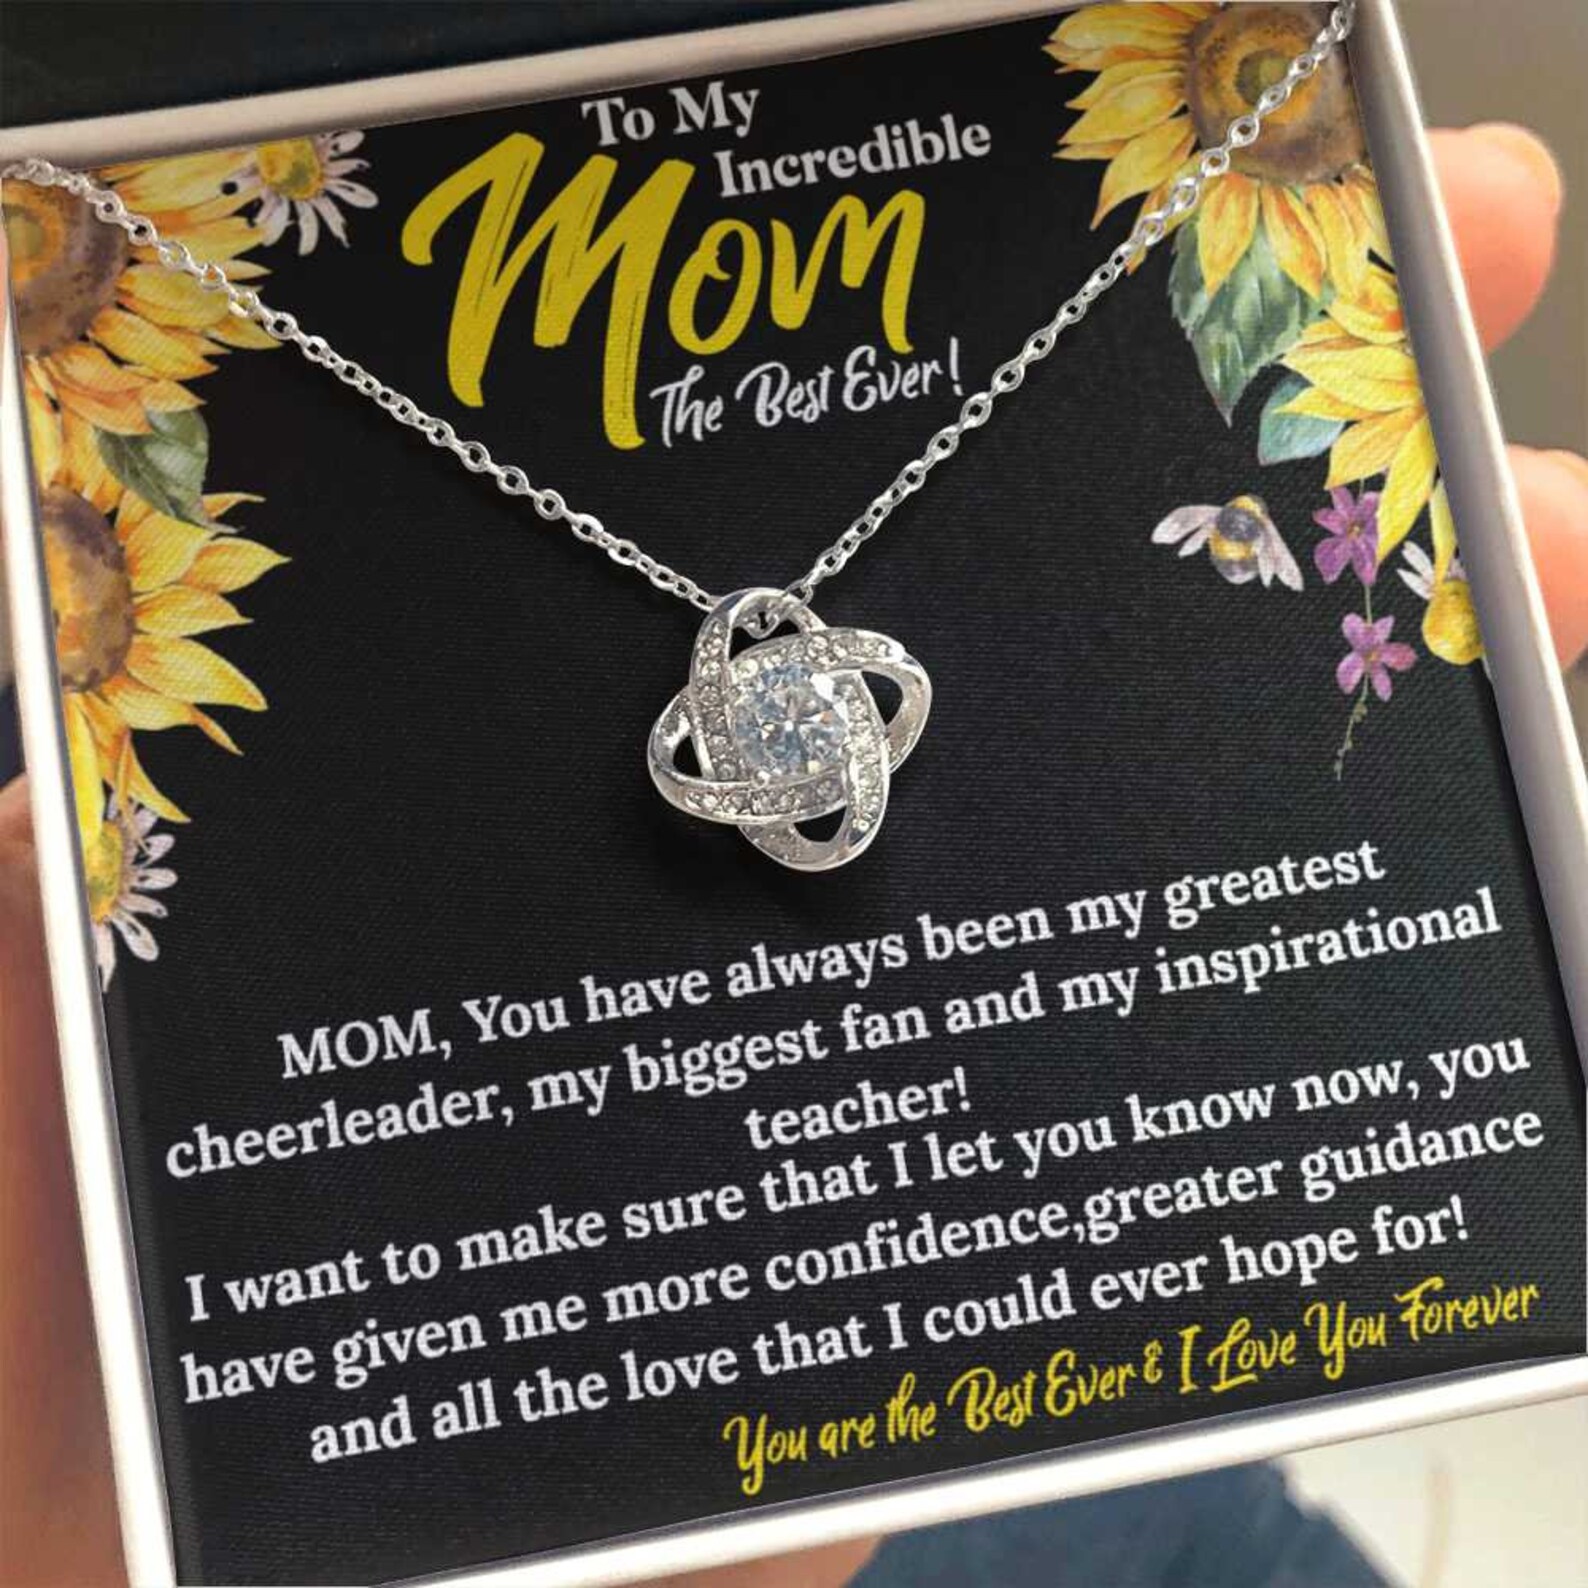 To My
Incredible
Mom
The Best Ever!
MOM, You have always been my greatest
cheerleader, my biggest fan and my inspirational
teacher!
I want to make sure that I let you know now, you
have given me more confidence,greater guidance
and all the love that I could ever hope for!
You are the Best Ever & I Love You Forever